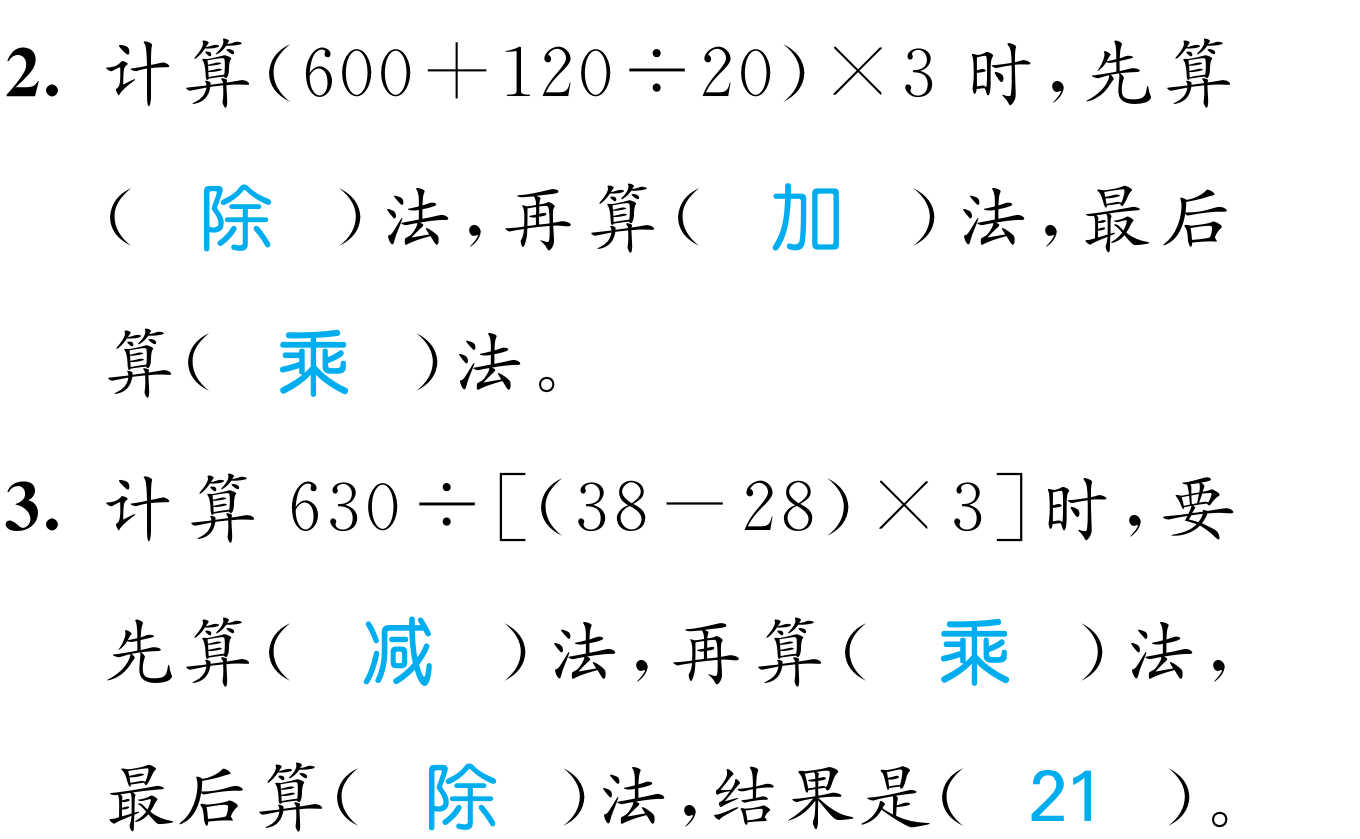 2. 计算(600+120÷20)×3 时,先算
( 除 )法,再算( 加 )法,最后
算( 乘 )法。
3. 计算 630÷[(38-28)×3]时,要
先算( 减 )法,再算( 乘 )法,
最后算( 除 )法,结果是( 21 )。